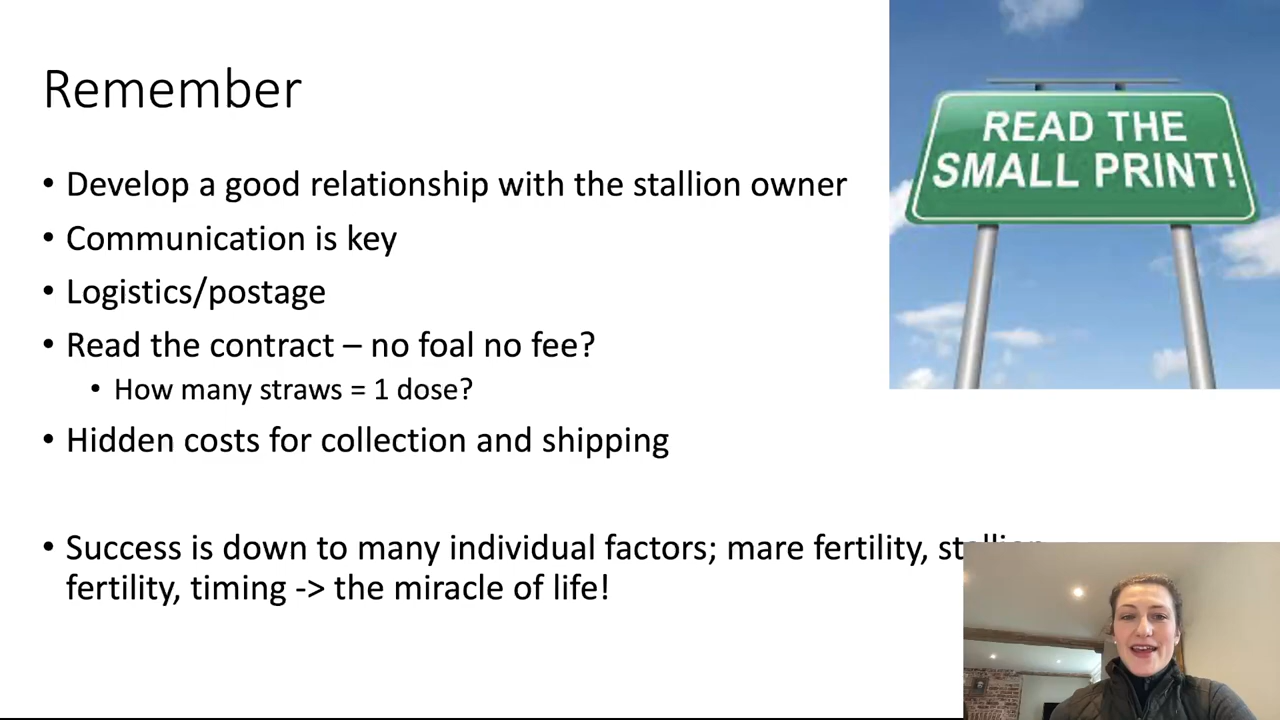 Remember
READ THE
SMALL PRINT!
• Develop a good relationship with the stallion owner
• Communication is key
• Logistics/postage
• Read the contract – no foal no fee?
• How many straws = 1 dose?
• Hidden costs for collection and shipping
• Success is down to many individual factors; mare fertility, stallion
fertility, timing -> the miracle of life!